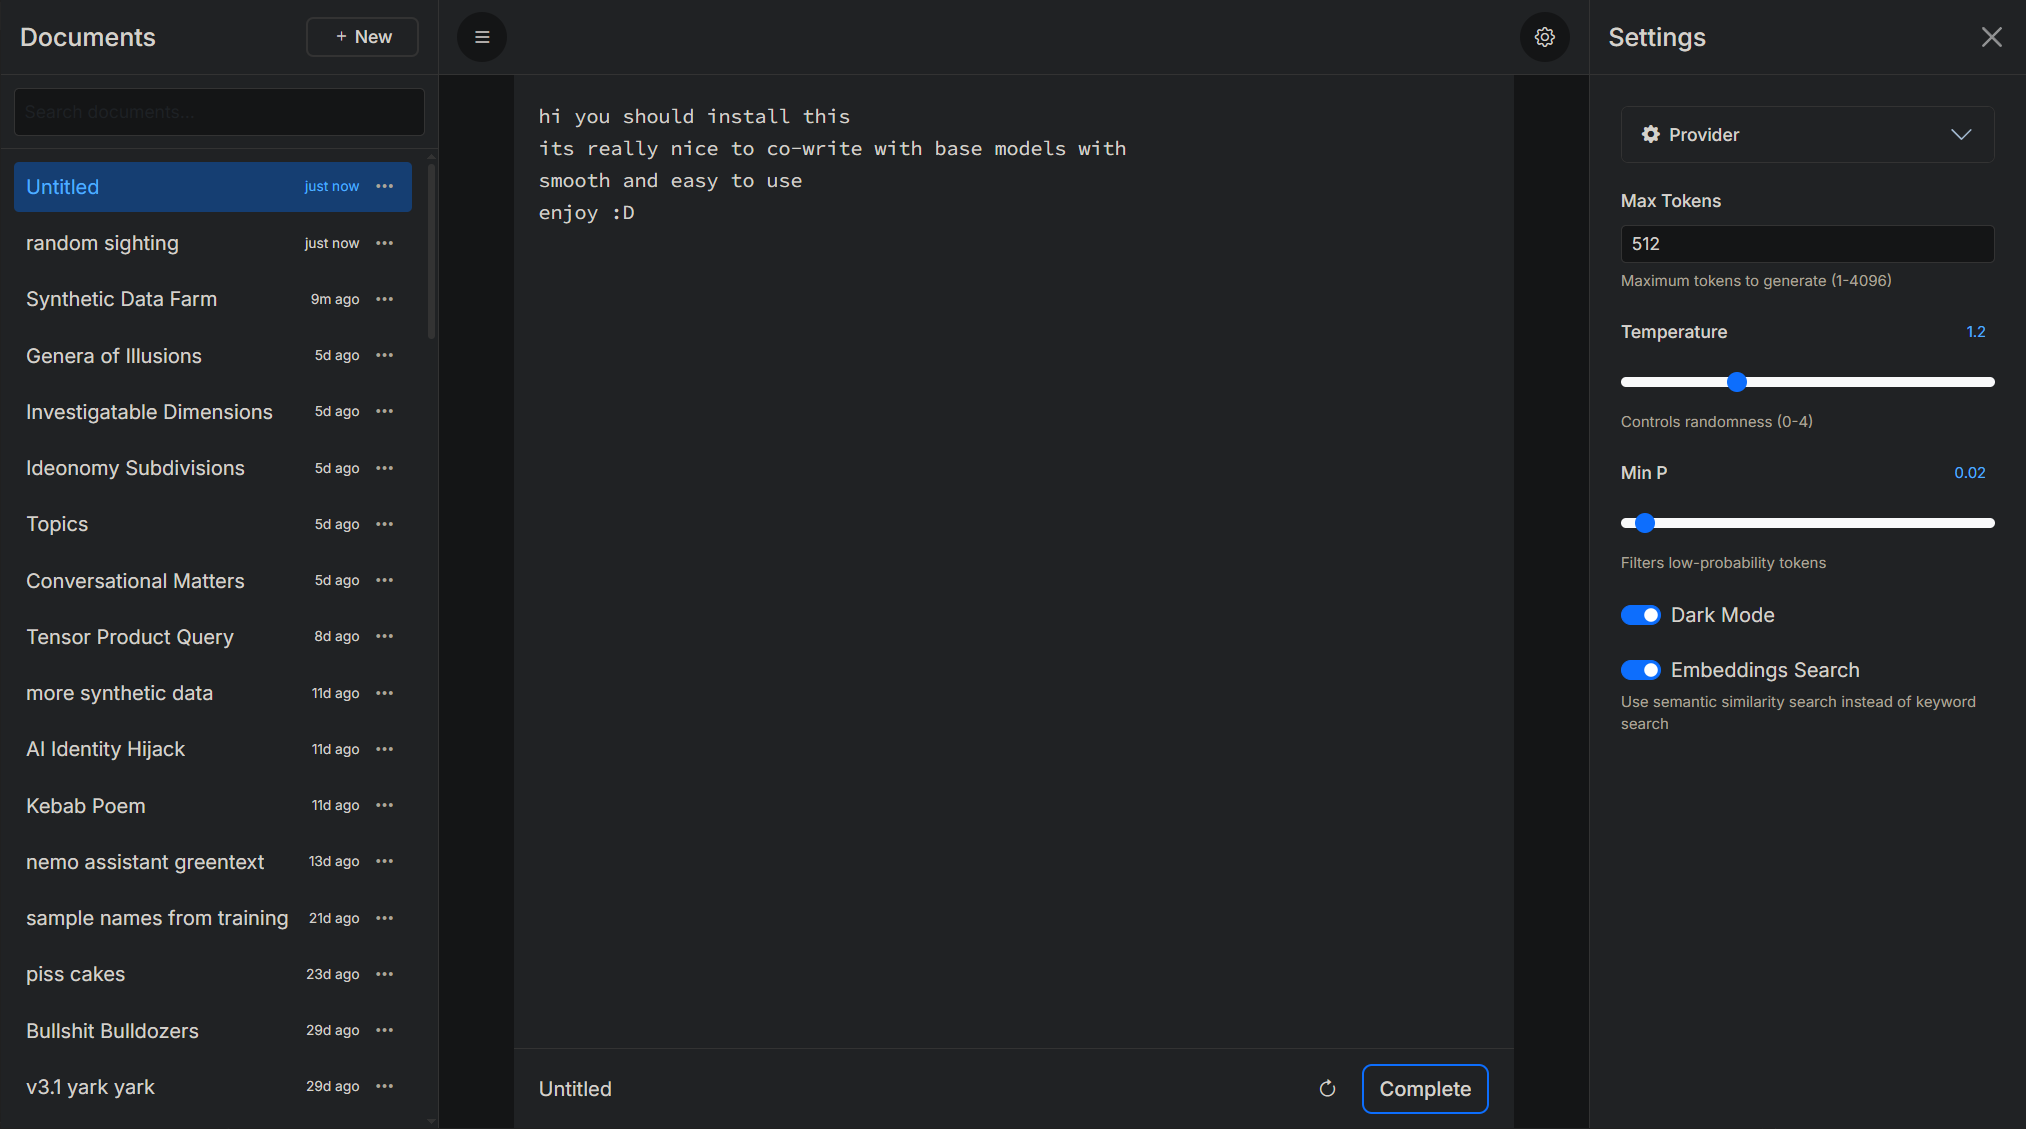 Documents
+ New
Search documents...
Untitled just now ...
random sighting just now ...
Synthetic Data Farm 9m ago ...
Genera of Illusions 5d ago ...
Investigatable Dimensions 5d ago ...
Ideonomy Subdivisions 5d ago ...
Topics 5d ago ...
Conversational Matters 5d ago ...
Tensor Product Query 8d ago ...
more synthetic data 11d ago ...
AI Identity Hijack 11d ago ...
Kebab Poem 11d ago ...
nemo assistant greentext 13d ago ...
sample names from training 21d ago ...
piss cakes 23d ago ...
Bullshit Bulldozers 29d ago ...
v3.1 yark yark 29d ago ...
hi you should install this
its really nice to co-write with base models with
smooth and easy to use
enjoy :D
Untitled
Complete
Settings
Provider
Max Tokens
512
Maximum tokens to generate (1-4096)
Temperature 1.2
Controls randomness (0-4)
Min P 0.02
Filters low-probability tokens
Dark Mode
Embeddings Search
Use semantic similarity search instead of keyword
search